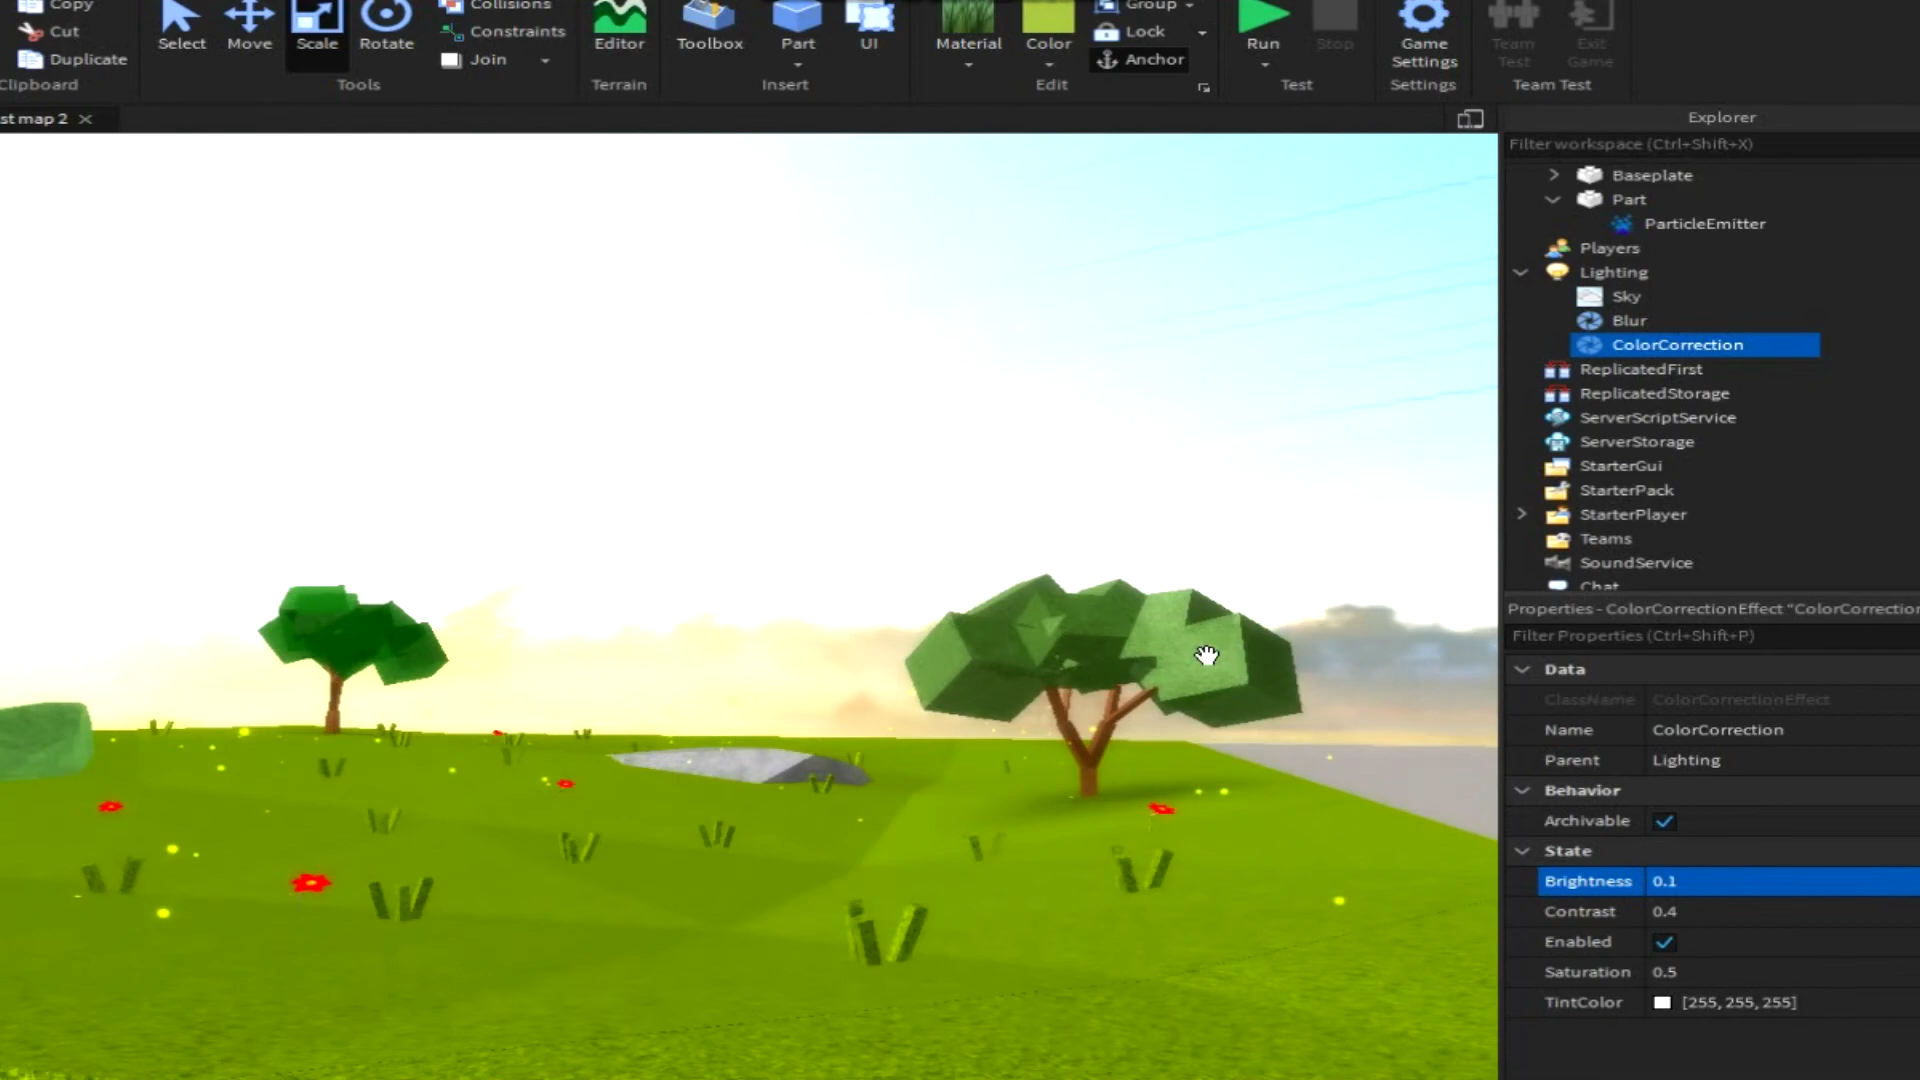 Copy
Cut
Duplicate
Clipboard
Select
Move
Scale
Rotate
Collisions
Constraints
Join
Tools
Editor
Terrain
Toolbox
Part
UI
Insert
Material
Color
Group
Lock
Anchor
Edit
Run
Stop
Test
Game Settings
Settings
Team Test
Exit Game
Team Test
st map 2
Explorer
Filter workspace (Ctrl+Shift+X)
Baseplate
Part
ParticleEmitter
Players
Lighting
Sky
Blur
ColorCorrection
ReplicatedFirst
ReplicatedStorage
ServerScriptService
ServerStorage
StarterGui
StarterPack
StarterPlayer
Teams
SoundService
Chat
Properties - ColorCorrectionEffect "ColorCorrection
Filter Properties (Ctrl+Shift+P)
Data
ClassName ColorCorrectionEffect
Name ColorCorrection
Parent Lighting
Behavior
Archivable
State
Brightness 0.1
Contrast 0.4
Enabled
Saturation 0.5
TintColor [255, 255, 255]